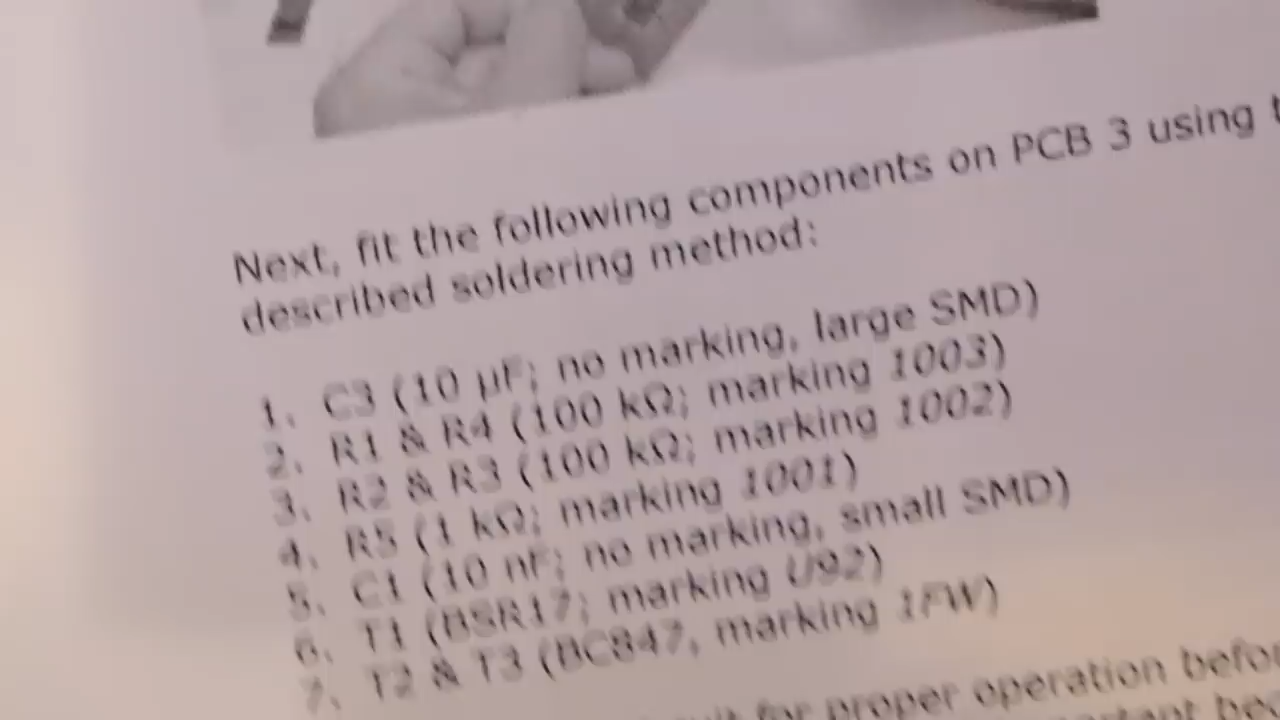 Next, fit the following components on PCB 3 using
described soldering method:
1. C3 (10 µF; no marking, large SMD)
2. R1 & R4 (100 kΩ; marking 1003)
3. R2 & R3 (100 kΩ; marking 1002)
4. R5 (1 kΩ; marking 1001)
5. C1 (10 nF; no marking, small SMD)
6. T1 (BSR17; marking U92)
7. T2 & T3 (BC847, marking 1FW)
for proper operation